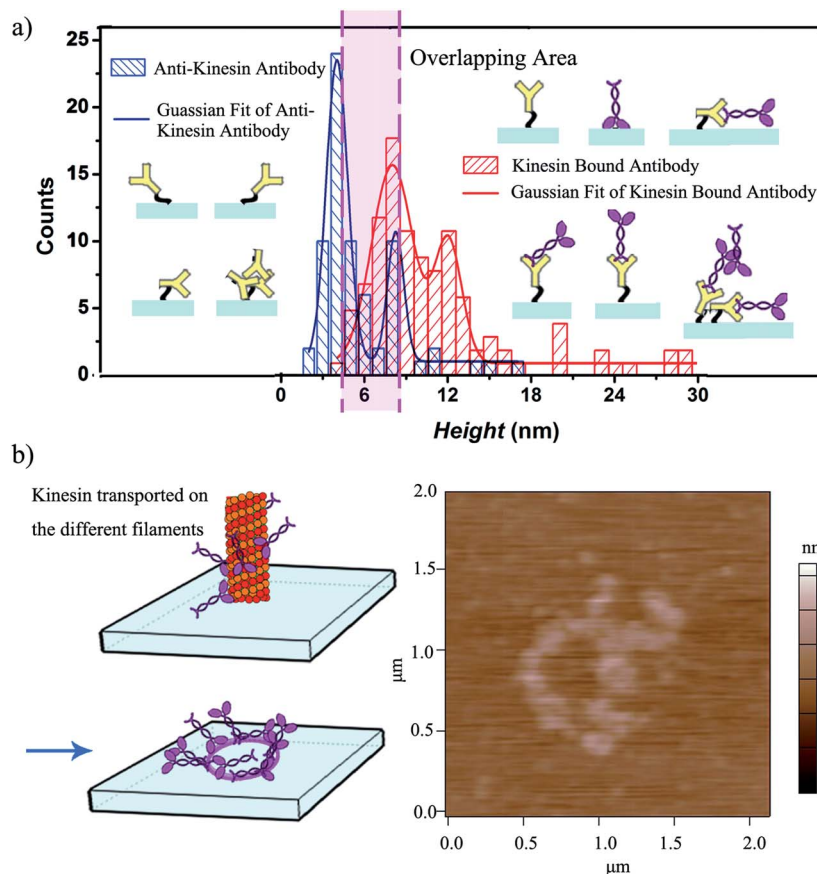 a)
25
20
15
10
5
0
Counts
Anti-Kinesin Antibody
Guassian Fit of Anti-
Kinesin Antibody
Overlapping Area
Kinesin Bound Antibody
Gaussian Fit of Kinesin Bound Antibody
0 6 12 18 24 30
Height (nm)
b)
Kinesin transported on
the different filaments
2.0
1.5
1.0
0.5
0.0
μm
0.0 0.5 1.0 1.5 2.0
μm